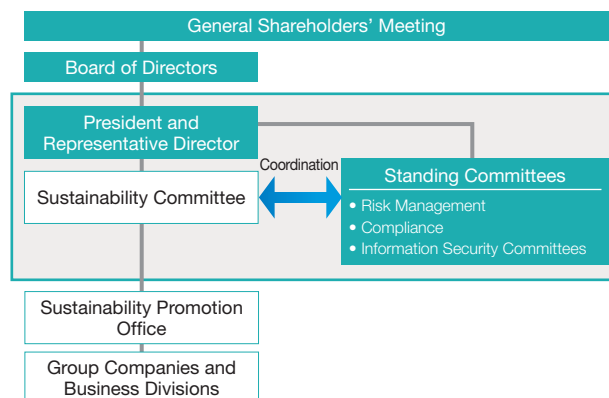 General Shareholders’ Meeting
Board of Directors
President and
Representative Director
Coordination
Sustainability Committee
Standing Committees
• Risk Management
• Compliance
• Information Security Committees
Sustainability Promotion
Office
Group Companies and
Business Divisions